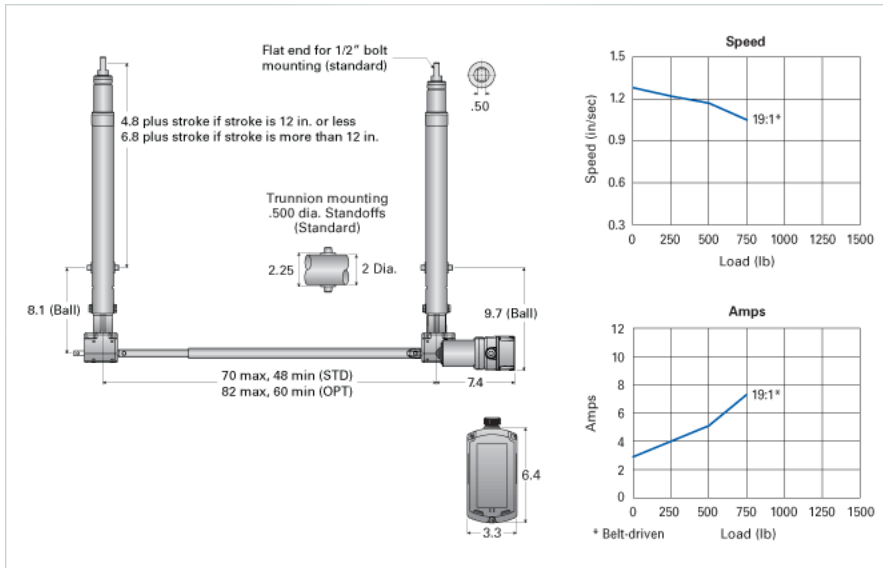 Flat end for 1/2" bolt
mounting (standard)
.50
4.8 plus stroke if stroke is 12 in. or less
6.8 plus stroke if stroke is more than 12 in.
Trunnion mounting
.500 dia. Standoffs
(Standard)
2.25
2 Dia.
8.1 (Ball)
9.7 (Ball)
70 max, 48 min (STD)
82 max, 60 min (OPT)
7.4
6.4
3.3
Speed
Speed (in/sec)
1.5
1.2
0.9
0.6
0.3
19:1*
0 250 500 750 1000 1250 1500
Load (lb)
Amps
Amps
12
10
8
6
4
2
0
19:1*
0 250 500 750 1000 1250 1500
* Belt-driven
Load (lb)